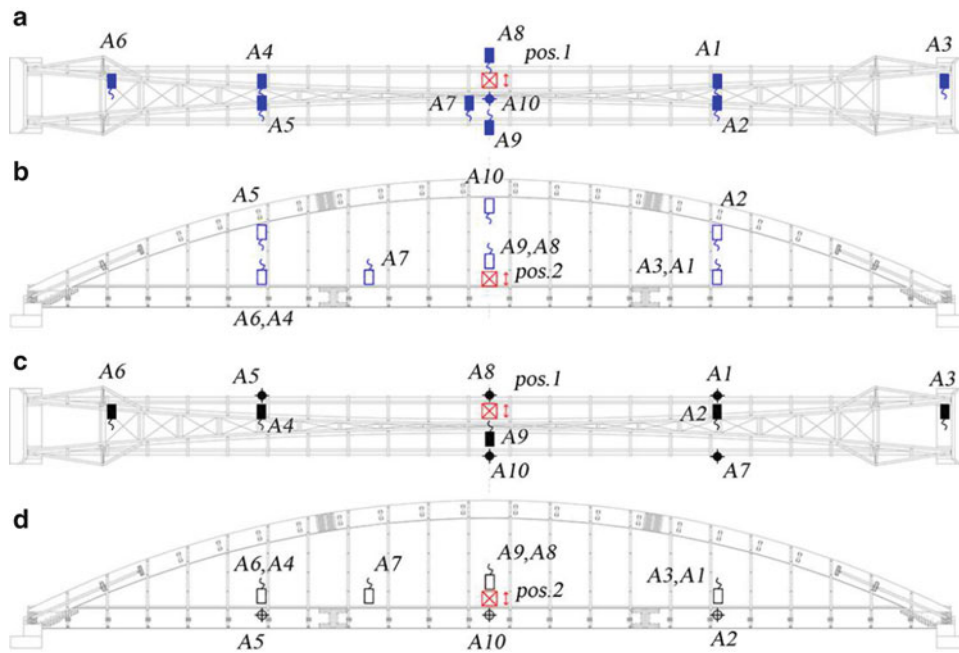 a
A6 A4 A8 pos.1 A1 A3
A7 A10
A5 A9 A2
b
A10
A5 A2
A7 A9,A8 A3,A1
pos.2
A6,A4
c
A6 A5 A8 pos.1 A1 A3
A4 A9 A2
A10 A7
d
A6,A4 A7 A9,A8 A3,A1
pos.2
A5 A10 A2